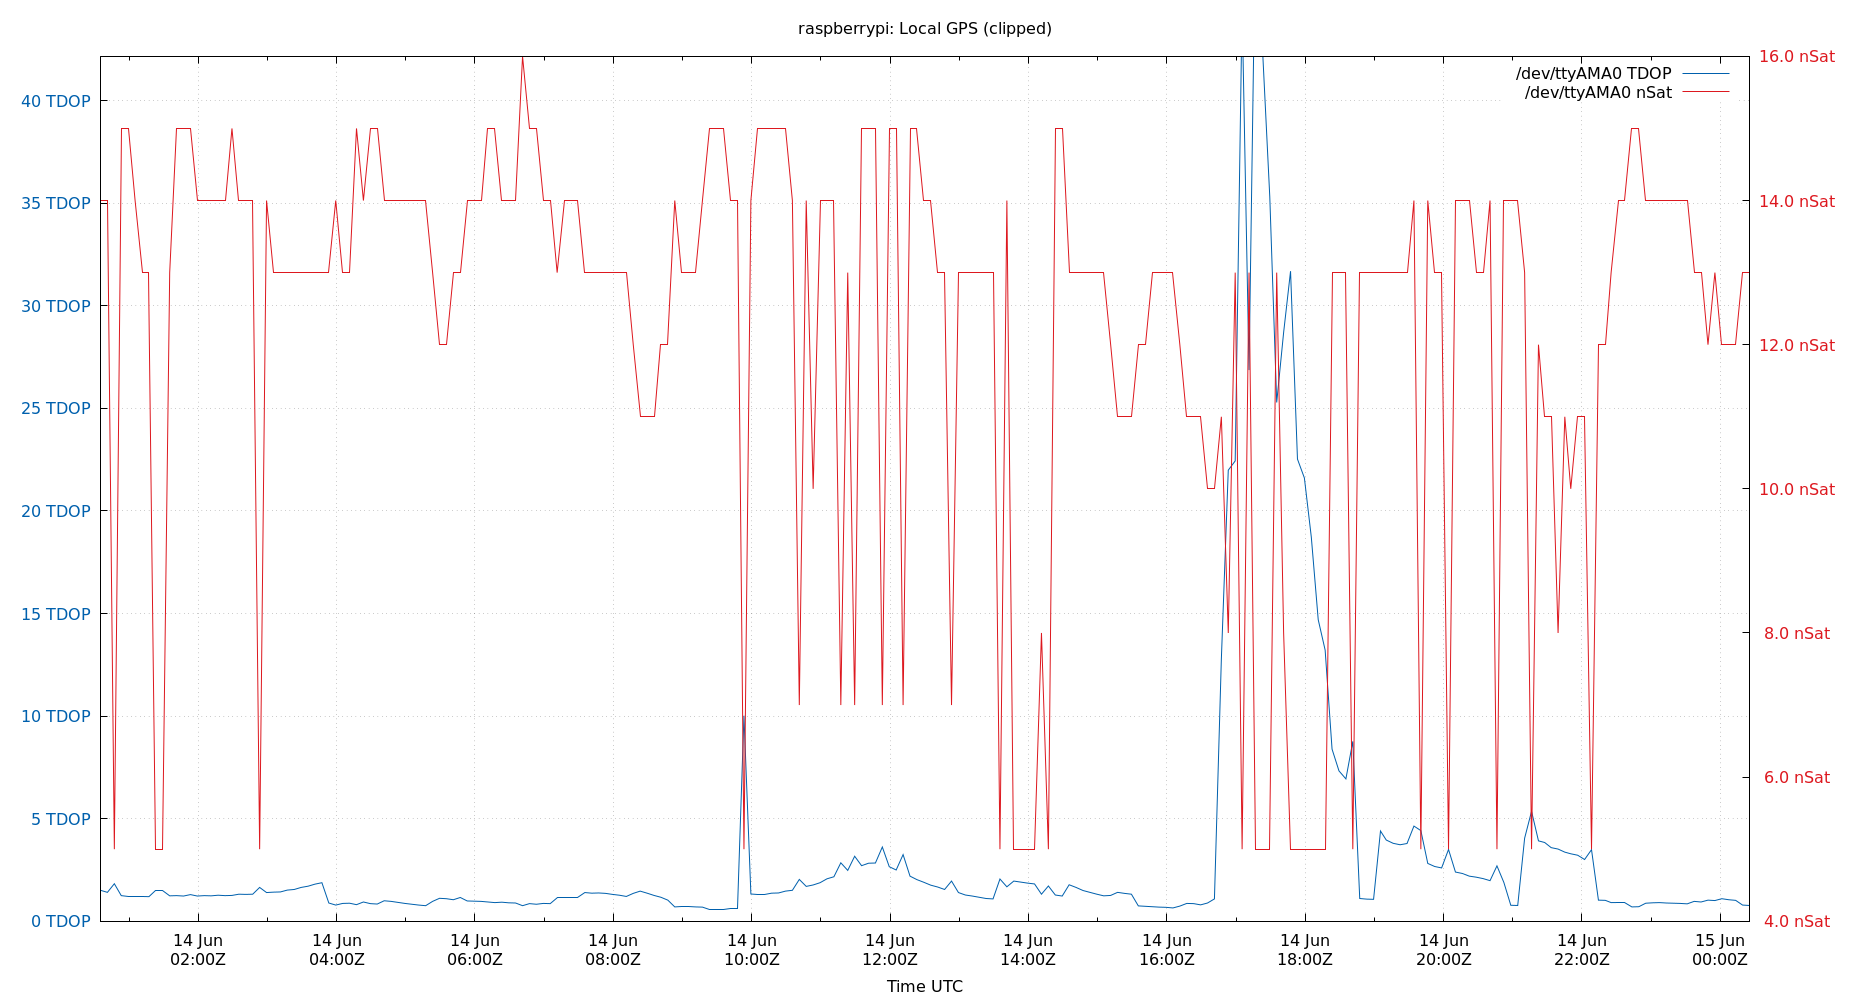 raspberrypi: Local GPS (clipped)
/dev/ttyAMA0 TDOP
/dev/ttyAMA0 nSat
40 TDOP
35 TDOP
30 TDOP
25 TDOP
20 TDOP
15 TDOP
10 TDOP
5 TDOP
0 TDOP
16.0 nSat
14.0 nSat
12.0 nSat
10.0 nSat
8.0 nSat
6.0 nSat
4.0 nSat
14 Jun 14 Jun 14 Jun 14 Jun 14 Jun 14 Jun 14 Jun 14 Jun 14 Jun 14 Jun 14 Jun 15 Jun
02:00Z 04:00Z 06:00Z 08:00Z 10:00Z 12:00Z 14:00Z 16:00Z 18:00Z 20:00Z 22:00Z 00:00Z
Time UTC